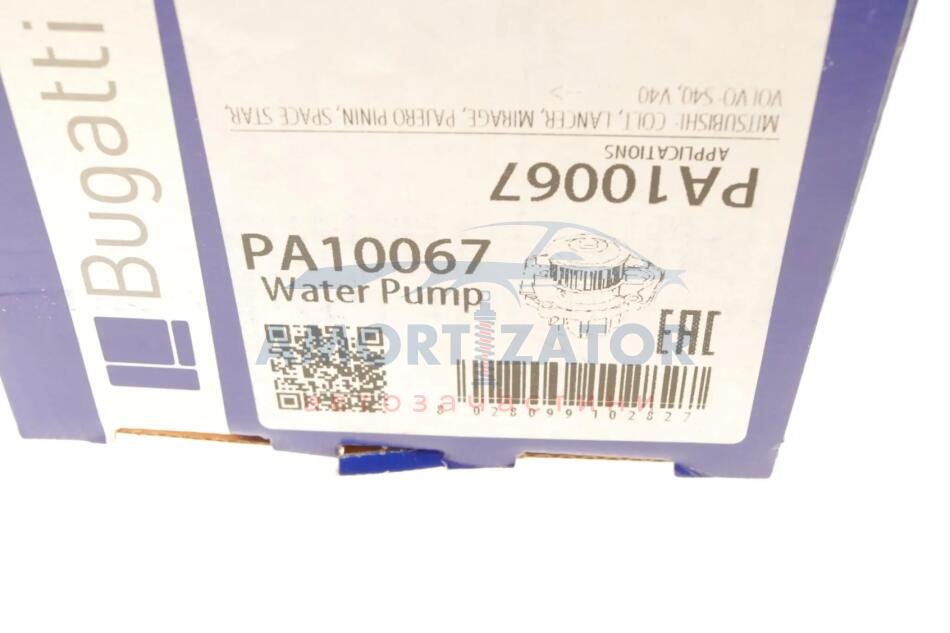 Bugatti
PA10067
APPLICATIONS
MITSUBISHI: COLT, LANCER, MIRAGE, PAJERO PININ, SPACE STAR,
VOLVO: S40, V40
PA10067
Water Pump
EAC
AMORTIZATOR
автозапчастини
8 028099 102827